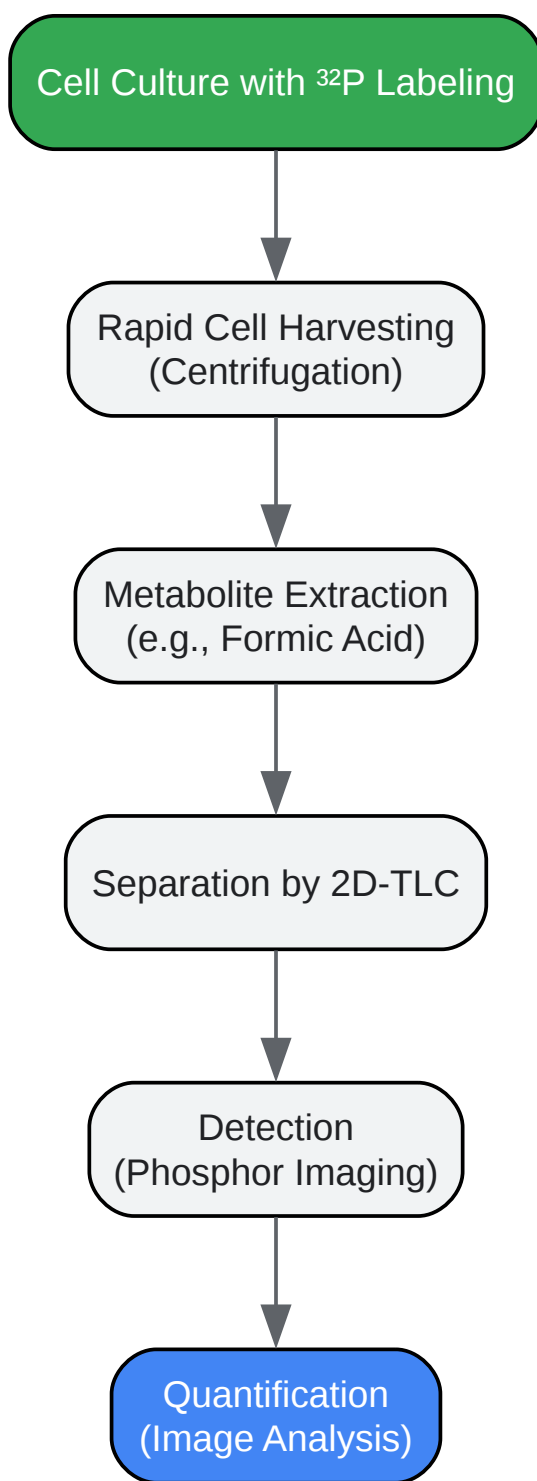 Cell Culture with ³²P Labeling
Rapid Cell Harvesting
(Centrifugation)
Metabolite Extraction
(e.g., Formic Acid)
Separation by 2D-TLC
Detection
(Phosphor Imaging)
Quantification
(Image Analysis)